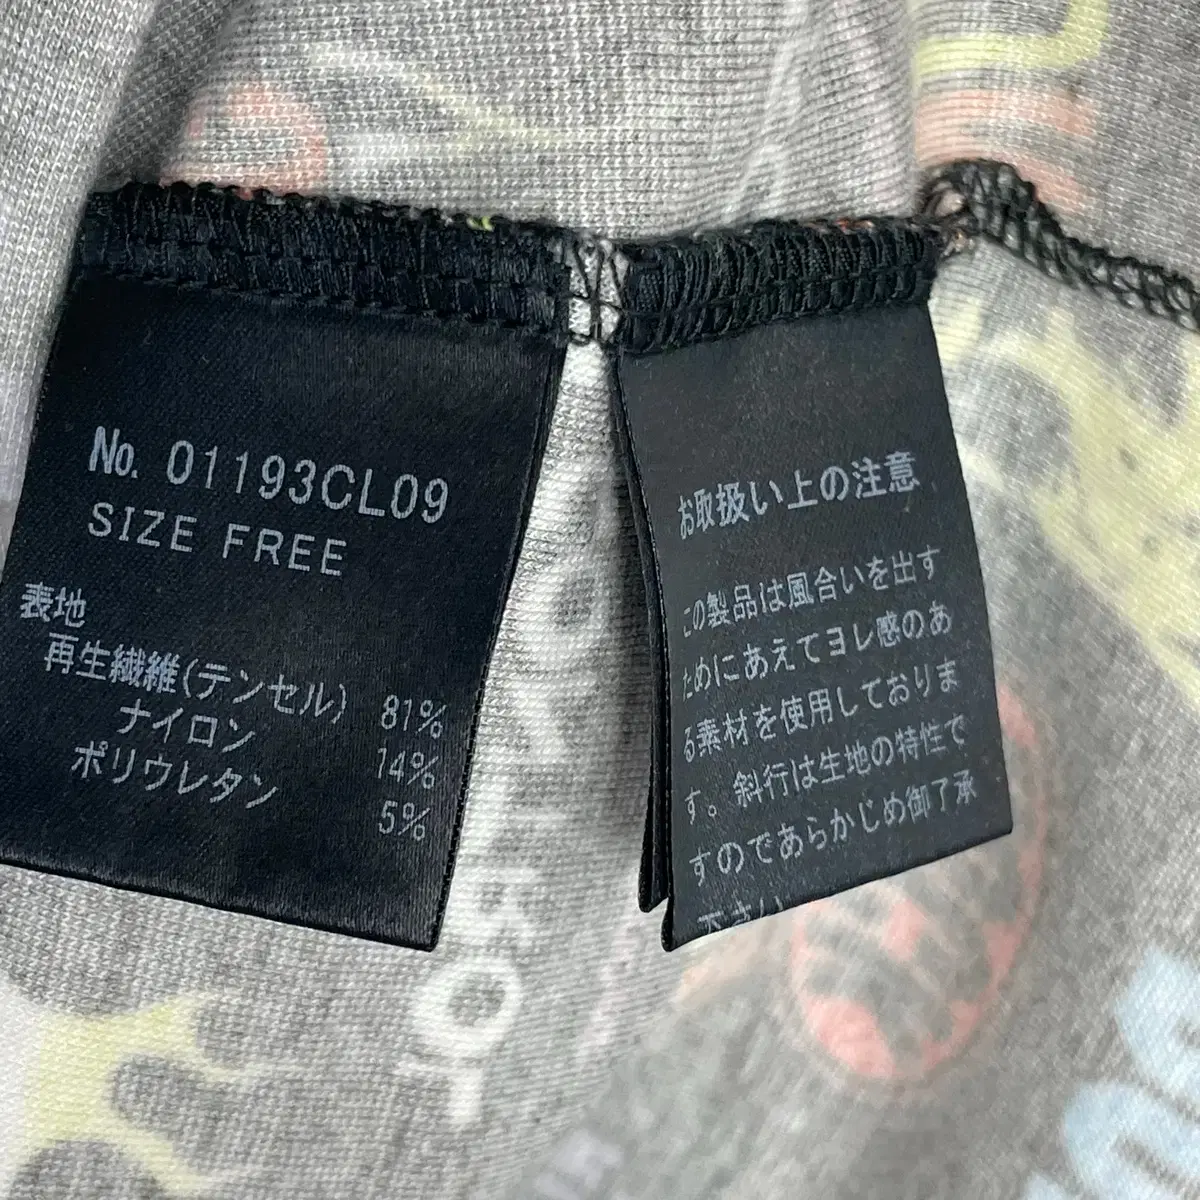 No. 01193CL09
SIZE FREE
表地
再生繊維(テンセル) 81%
ナイロン 14%
ポリウレタン 5%
お取扱い上の注意
この製品は風合いを出す
ためにあえてヨレ感のあ
る素材を使用しておりま
す。斜行は生地の特性で
すのであらかじめ御了承
下さい